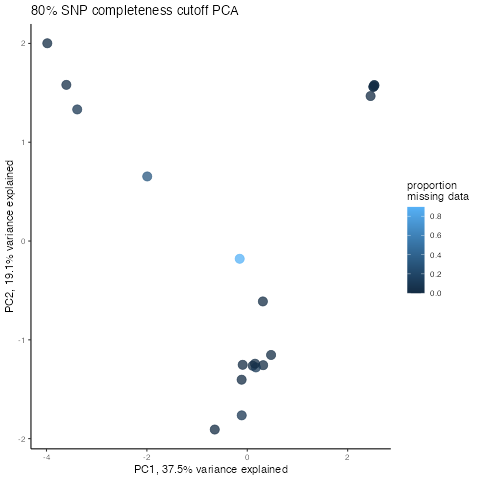 80% SNP completeness cutoff PCA
2
1
0
-1
-2
PC2, 19.1% variance explained
-4
-2
0
2
PC1, 37.5% variance explained
proportion
missing data
0.8
0.6
0.4
0.2
0.0